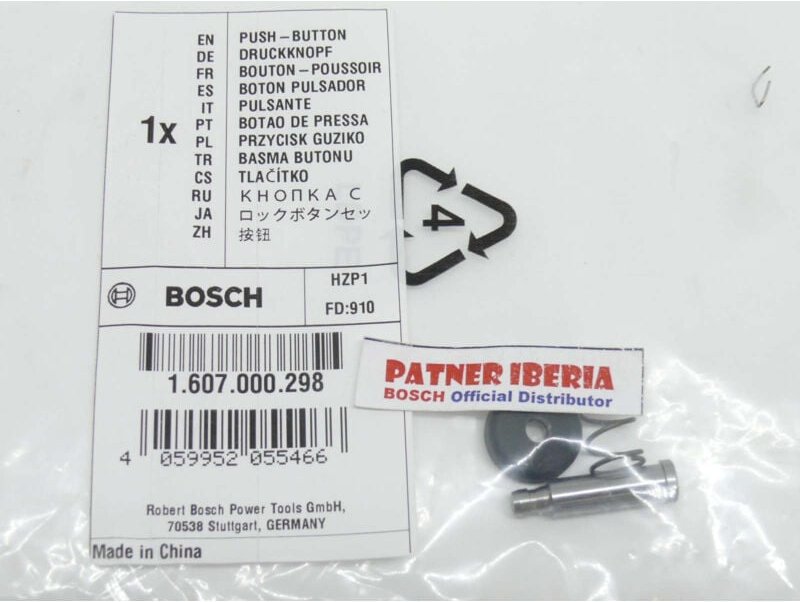 1x
EN PUSH-BUTTON
DE DRUCKKNOPF
FR BOUTON-POUSSOIR
ES BOTON PULSADOR
IT PULSANTE
PT BOTAO DE PRESSA
PL PRZYCISK GUZIKO
TR BASMA BUTONU
CS TLAČÍTKO
RU КНОПКА С
JA ロックボタンセッ
ZH 按钮
4
BOSCH
HZP1
FD:910
1.607.000.298
4 059952 055466
Robert Bosch Power Tools GmbH,
70538 Stuttgart, GERMANY
Made in China
PATNER IBERIA
BOSCH Official Distributor